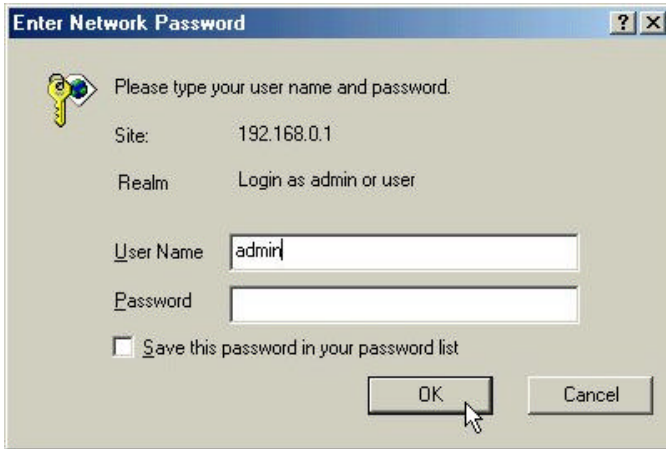 Enter Network Password
? X
Please type your user name and password.
Site: 192.168.0.1
Realm Login as admin or user
User Name admin
Password
Save this password in your password list
OK Cancel